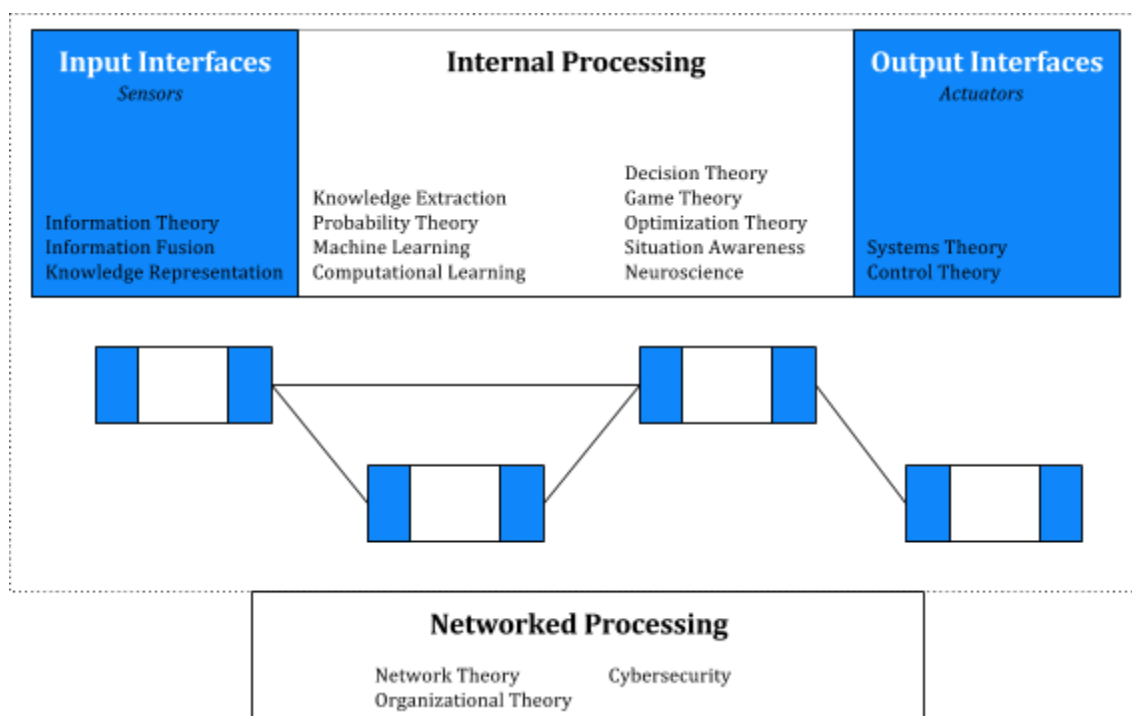 Input Interfaces
Sensors
Information Theory
Information Fusion
Knowledge Representation
Internal Processing
Knowledge Extraction
Probability Theory
Machine Learning
Computational Learning
Decision Theory
Game Theory
Optimization Theory
Situation Awareness
Neuroscience
Output Interfaces
Actuators
Systems Theory
Control Theory
Networked Processing
Network Theory
Organizational Theory
Cybersecurity